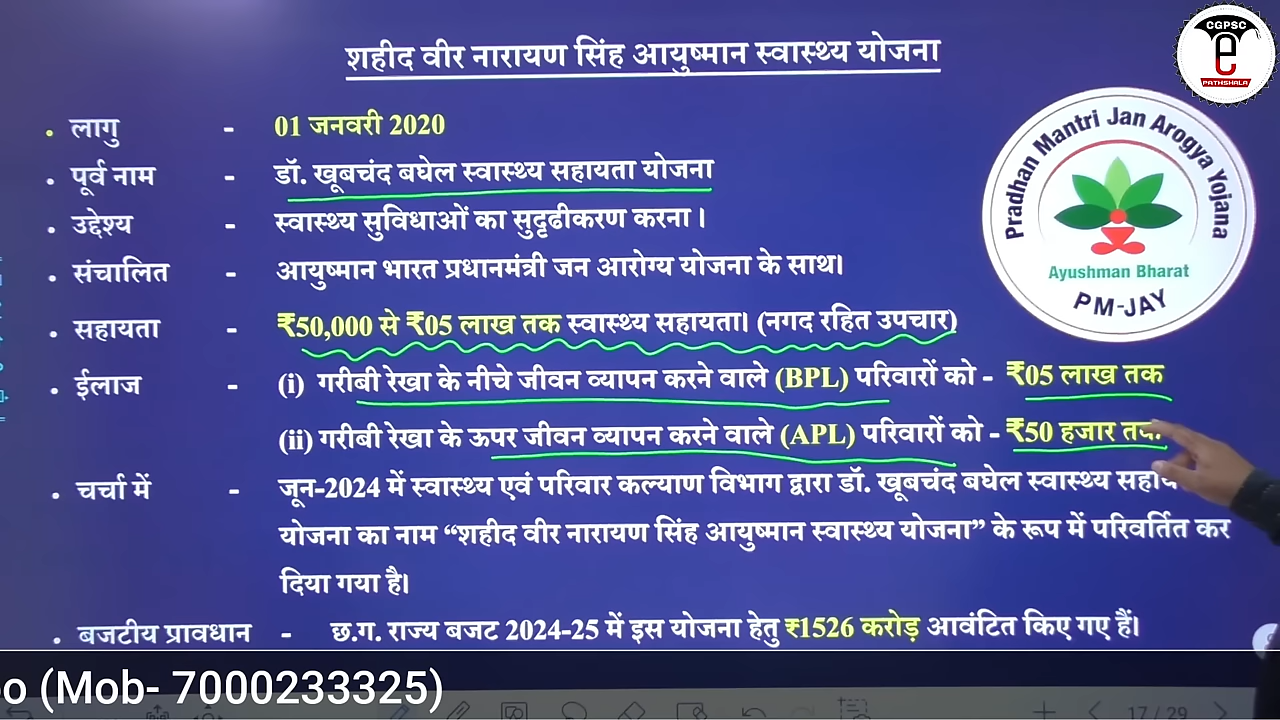 CGPSC
e
PATHSHALA
शहीद वीर नारायण सिंह आयुष्मान स्वास्थ्य योजना
Pradhan Mantri Jan Arogya Yojana
Ayushman Bharat
PM-JAY
• लागु - 01 जनवरी 2020
• पूर्व नाम - डॉ. खूबचंद बघेल स्वास्थ्य सहायता योजना
• उद्देश्य - स्वास्थ्य सुविधाओं का सुदृढीकरण करना।
• संचालित - आयुष्मान भारत प्रधानमंत्री जन आरोग्य योजना के साथ।
• सहायता - ₹50,000 से ₹05 लाख तक स्वास्थ्य सहायता। (नगद रहित उपचार)
• ईलाज - (i) गरीबी रेखा के नीचे जीवन व्यापन करने वाले (BPL) परिवारों को - ₹05 लाख तक
(ii) गरीबी रेखा के ऊपर जीवन व्यापन करने वाले (APL) परिवारों को - ₹50 हजार
• चर्चा में - जून-2024 में स्वास्थ्य एवं परिवार कल्याण विभाग द्वारा डॉ. खूबचंद बघेल स्वास्थ्य
योजना का नाम “शहीद वीर नारायण सिंह आयुष्मान स्वास्थ्य योजना” के रूप में परिवर्तित कर
दिया गया है।
• बजटीय प्रावधान - छ.ग. राज्य बजट 2024-25 में इस योजना हेतु ₹1526 करोड़ आवंटित किए गए हैं।
(Mob- 7000233325)
17 / 29